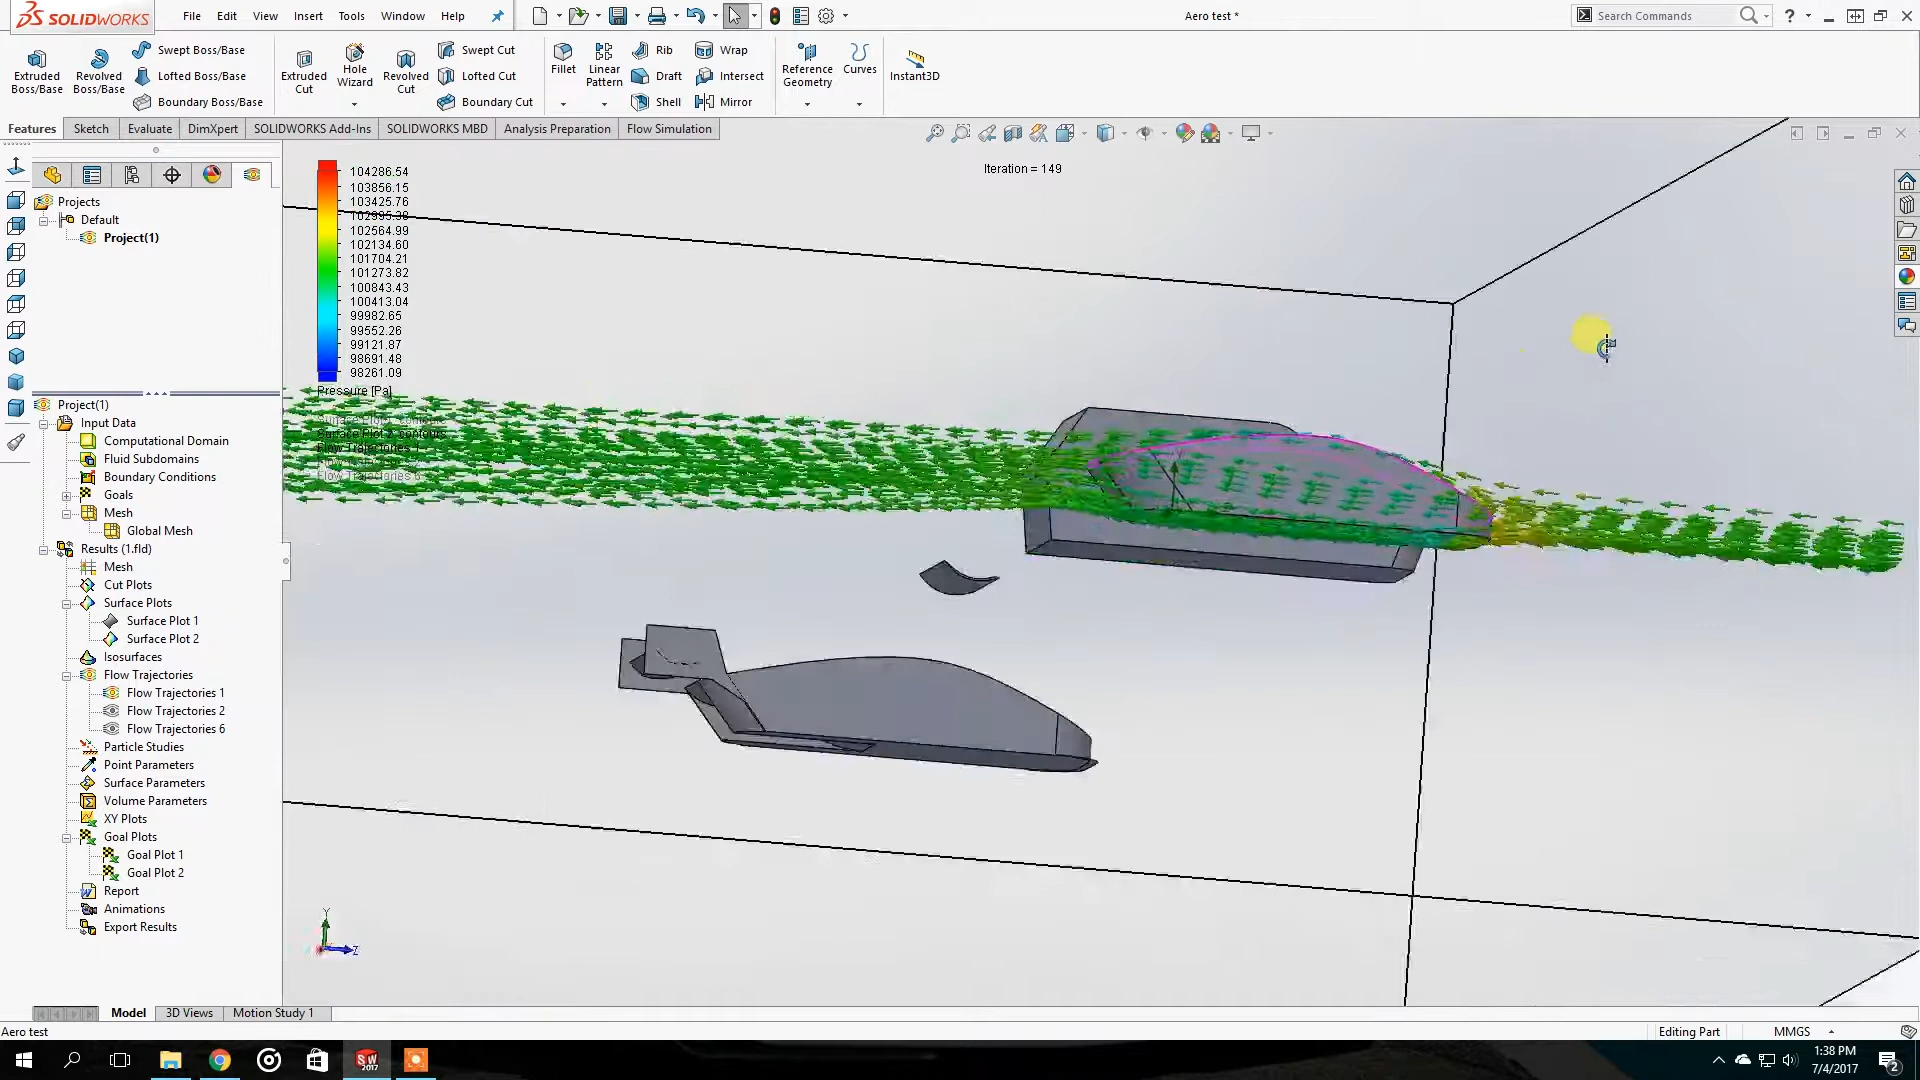 SOLIDWORKS
File Edit View Insert Tools Window Help
Aero test *
Search Commands
Extruded Boss/Base
Revolved Boss/Base
Swept Boss/Base
Lofted Boss/Base
Boundary Boss/Base
Extruded Cut
Hole Wizard
Revolved Cut
Swept Cut
Lofted Cut
Boundary Cut
Fillet
Linear Pattern
Rib
Draft
Shell
Wrap
Intersect
Mirror
Reference Geometry
Curves
Instant3D
Features Sketch Evaluate DimXpert SOLIDWORKS Add-Ins SOLIDWORKS MBD Analysis Preparation Flow Simulation
Iteration = 149
104286.54
103856.15
103425.76
102995.38
102564.99
102134.60
101704.21
101273.82
100843.43
100413.04
99982.65
99552.26
99121.87
98691.48
98261.09
Pressure [Pa]
Surface Plot 2: contours
Projects
Default
Project(1)
Project(1)
Input Data
Computational Domain
Fluid Subdomains
Boundary Conditions
Goals
Mesh
Global Mesh
Results (1.fld)
Mesh
Cut Plots
Surface Plots
Surface Plot 1
Surface Plot 2
Isosurfaces
Flow Trajectories
Flow Trajectories 1
Flow Trajectories 2
Flow Trajectories 6
Particle Studies
Point Parameters
Surface Parameters
Volume Parameters
XY Plots
Goal Plots
Goal Plot 1
Goal Plot 2
Report
Animations
Export Results
Y
Z
Model 3D Views Motion Study 1
Aero test
Editing Part
MMGS
SW
2017
1:38 PM
7/4/2017
2